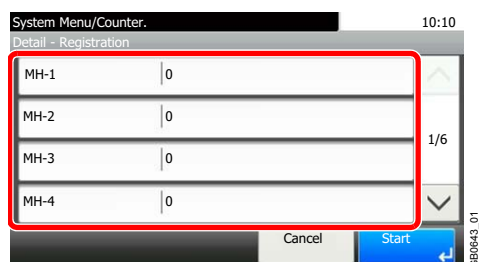 System Menu/Counter. 10:10
Detail - Registration
MH-1 0
MH-2 0
1/6
MH-3 0
MH-4 0
Cancel Start
GB0643_01